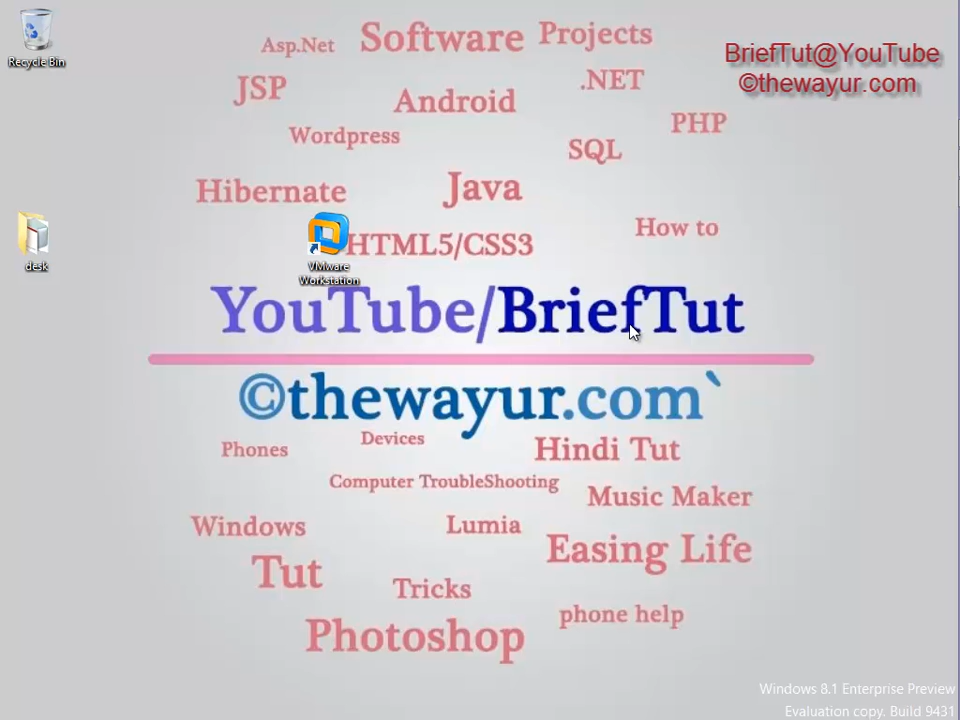 Recycle Bin
Asp.Net
Software
Projects
BriefTut@YouTube
©thewayur.com
JSP
.NET
Android
PHP
Wordpress
SQL
Hibernate
Java
How to
desk
HTML5/CSS3
VMware
Workstation
YouTube/BriefTut
©thewayur.com`
Phones
Devices
Hindi Tut
Computer TroubleShooting
Music Maker
Windows
Lumia
Easing Life
Tut
Tricks
phone help
Photoshop
Windows 8.1 Enterprise Preview
Evaluation copy. Build 9431